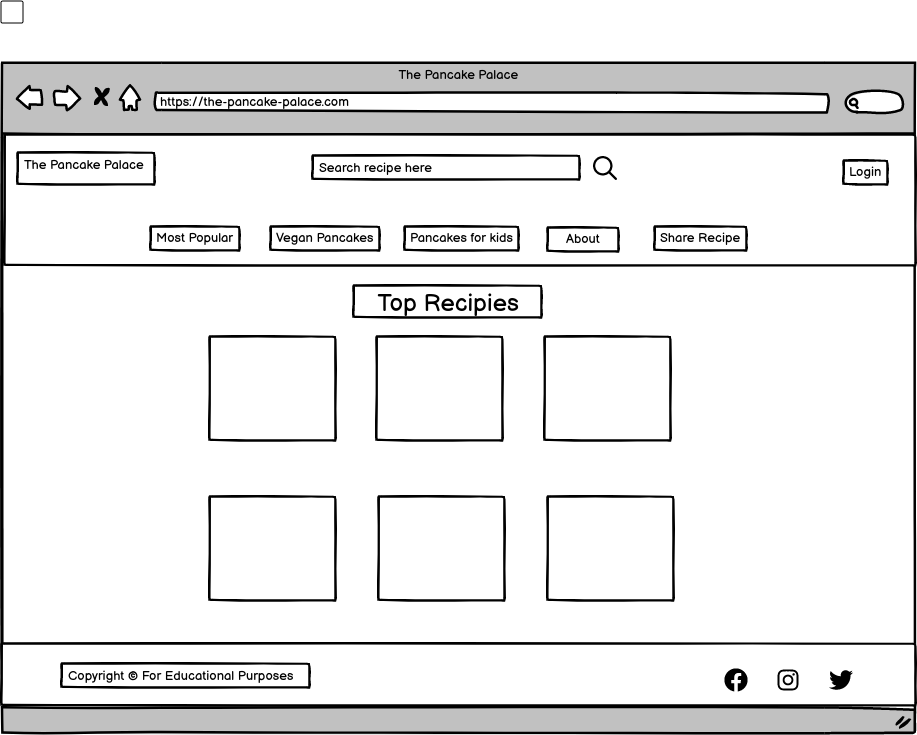 The Pancake Palace
https://the-pancake-palace.com
The Pancake Palace
Search recipe here
Login
Most Popular
Vegan Pancakes
Pancakes for kids
About
Share Recipe
Top Recipies
Copyright © For Educational Purposes